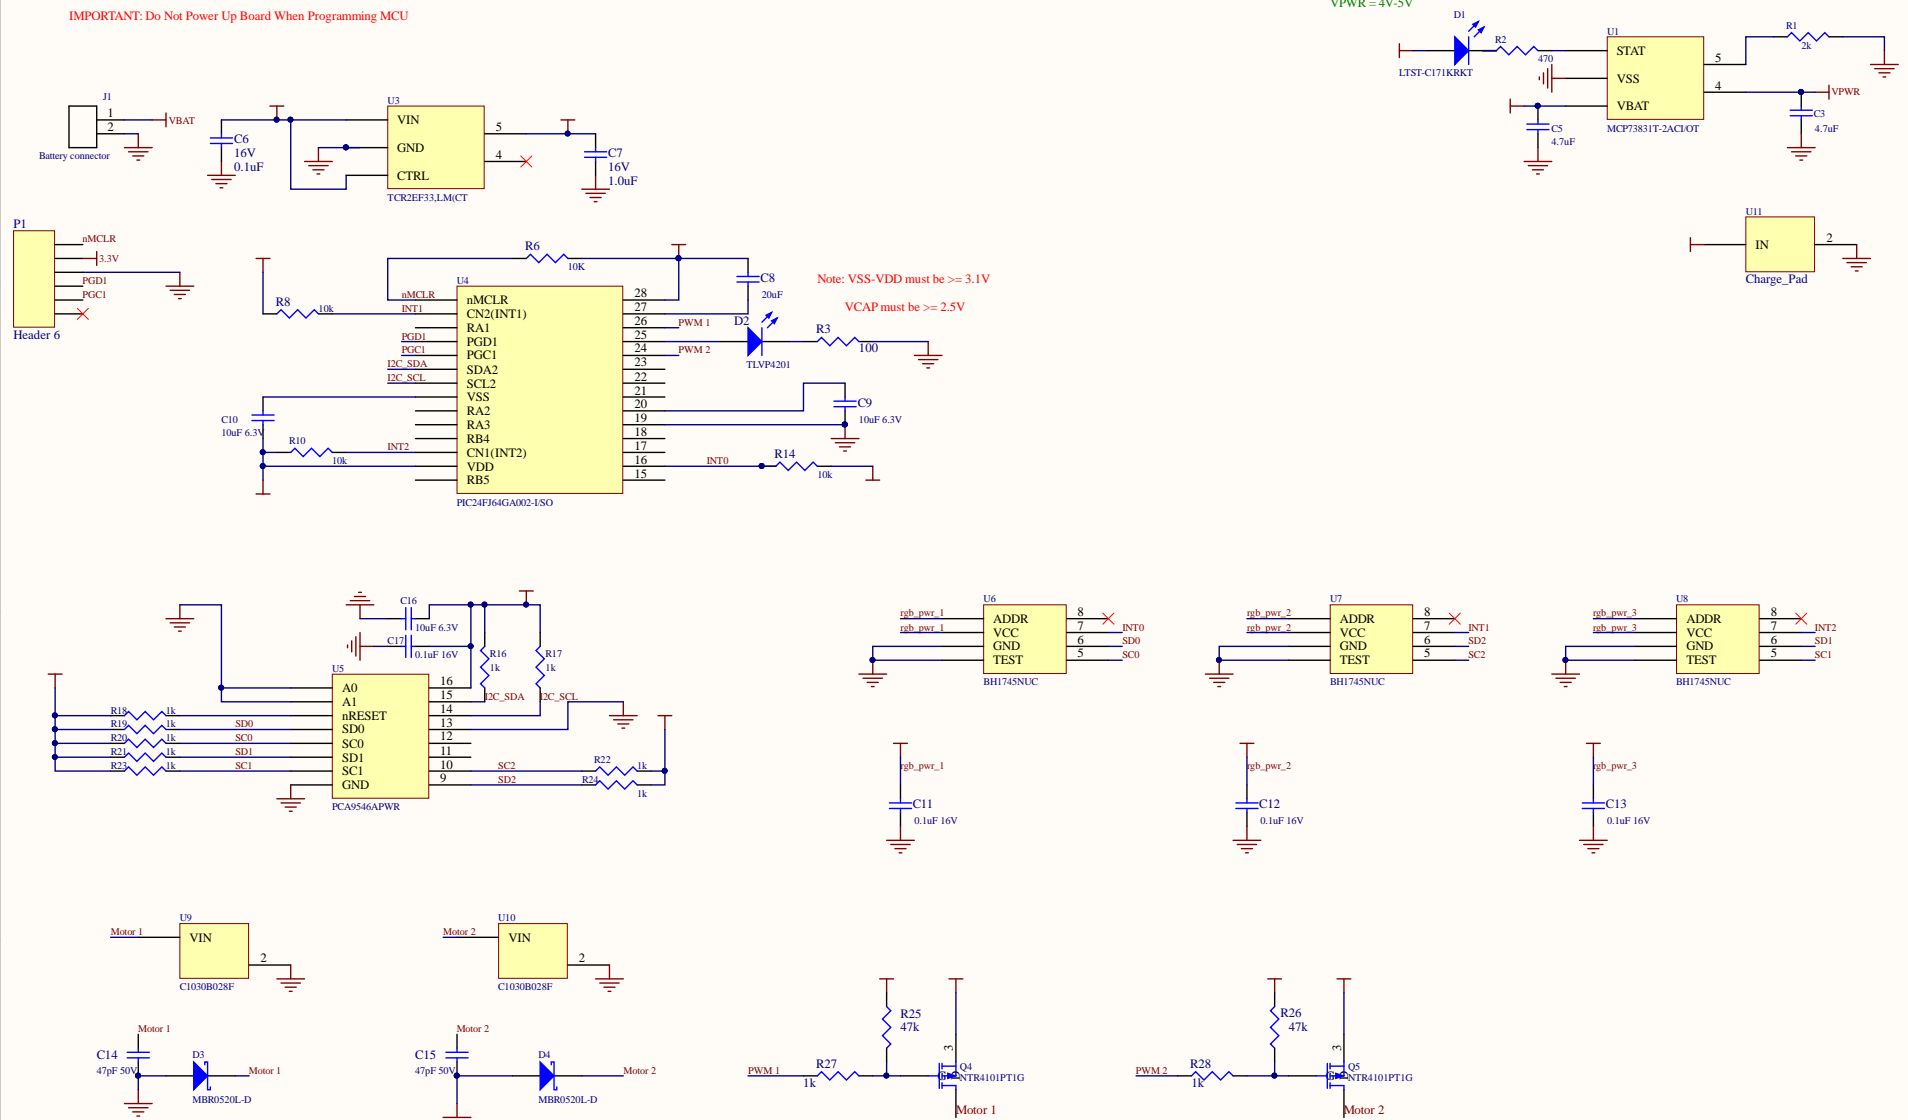 IMPORTANT: Do Not Power Up Board When Programming MCU
VPWR = 4V-5V
J1
1
2
VBAT
Battery connector
C6
16V
0.1uF
U3
VIN
GND
CTRL
5
4
TCR2EF33,LM(CT
C7
16V
1.0uF
D1
LTST-C171KRKT
R2
470
U1
STAT
VSS
VBAT
5
4
MCP73831T-2ACI/OT
R1
2k
VPWR
C5
4.7uF
C3
4.7uF
P1
nMCLR
3.3V
PGD1
PGC1
Header 6
U11
IN
2
Charge_Pad
R6
10K
R8
10k
C8
20uF
Note: VSS-VDD must be >= 3.1V
VCAP must be >= 2.5V
U4
nMCLR
INT1
PGD1
PGC1
I2C_SDA
I2C_SCL
INT2
nMCLR
CN2(INT1)
RA1
PGD1
PGC1
SDA2
SCL2
VSS
RA2
RA3
RB4
CN1(INT2)
VDD
RB5
28
27
26
25
24
23
22
21
20
19
18
17
16
15
PIC24FJ64GA002-I/SO
PWM 1
PWM 2
D2
TLVP4201
R3
100
C9
10uF 6.3V
C10
10uF 6.3V
R10
10k
INT0
R14
10k
C16
10uF 6.3V
C17
0.1uF 16V
R16
1k
R17
1k
U5
A0
A1
nRESET
SD0
SC0
SD1
SC1
GND
16
15
14
13
12
11
10
9
PCA9546APWR
I2C_SDA
I2C_SCL
R18
1k
R19
1k
SD0
R20
1k
SC0
R21
1k
SD1
R23
1k
SC1
SC2
R22
1k
SD2
R24
1k
U6
rgb_pwr_1
rgb_pwr_1
ADDR
VCC
GND
TEST
8
7
6
5
INT0
SD0
SC0
BH1745NUC
U7
rgb_pwr_2
rgb_pwr_2
ADDR
VCC
GND
TEST
8
7
6
5
INT1
SD2
SC2
BH1745NUC
U8
rgb_pwr_3
rgb_pwr_3
ADDR
VCC
GND
TEST
8
7
6
5
INT2
SD1
SC1
BH1745NUC
rgb_pwr_1
C11
0.1uF 16V
rgb_pwr_2
C12
0.1uF 16V
rgb_pwr_3
C13
0.1uF 16V
U9
Motor 1
VIN
2
C1030B028F
U10
Motor 2
VIN
2
C1030B028F
Motor 1
C14
47pF 50V
D3
Motor 1
MBR0520L-D
Motor 2
C15
47pF 50V
D4
Motor 2
MBR0520L-D
R25
47k
PWM 1
R27
1k
3
Q4
NTR4101PT1G
Motor 1
R26
47k
PWM 2
R28
1k
3
Q5
NTR4101PT1G
Motor 2